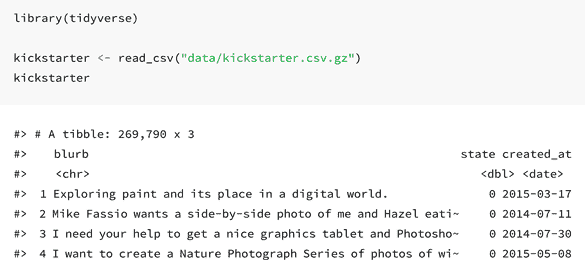 library(tidyverse)
kickstarter <- read_csv("data/kickstarter.csv.gz")
kickstarter
#> # A tibble: 269,790 x 3
#>    blurb                                                   state created_at
#>    <chr>                                                   <dbl> <date>
#>  1 Exploring paint and its place in a digital world.           0 2015-03-17
#>  2 Mike Fassio wants a side-by-side photo of me and Hazel eati~     0 2014-07-11
#>  3 I need your help to get a nice graphics tablet and Photosho~     0 2014-07-30
#>  4 I want to create a Nature Photograph Series of photos of wi~     0 2015-05-08